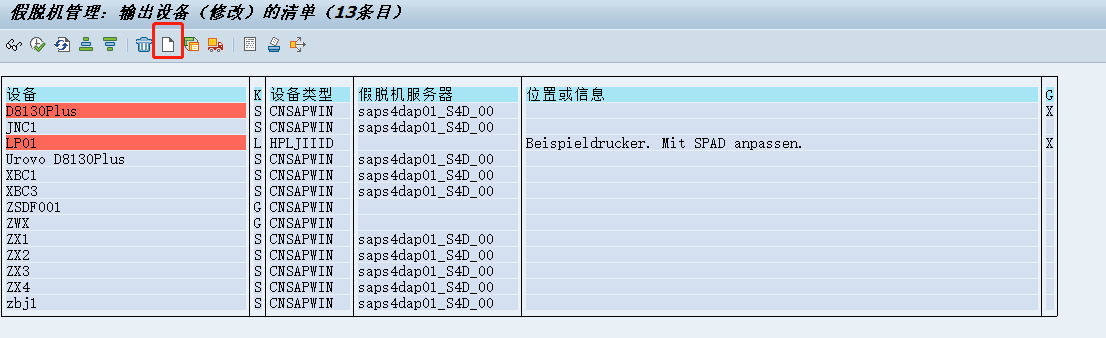 假脱机管理: 输出设备（修改）的清单（13条目）
设备 K 设备类型 假脱机服务器 位置或信息 G
D8130Plus S CNSAPWIN saps4dap01_S4D_00 X
JNC1 S CNSAPWIN saps4dap01_S4D_00
LP01 L HPLJIIID Beispieldrucker. Mit SPAD anpassen. X
Urovo D8130Plus S CNSAPWIN saps4dap01_S4D_00
XBC1 S CNSAPWIN saps4dap01_S4D_00
XBC3 S CNSAPWIN saps4dap01_S4D_00
ZSDF001 G CNSAPWIN
ZWX G CNSAPWIN
ZX1 S CNSAPWIN saps4dap01_S4D_00
ZX2 S CNSAPWIN saps4dap01_S4D_00
ZX3 S CNSAPWIN saps4dap01_S4D_00
ZX4 S CNSAPWIN saps4dap01_S4D_00
zbj1 S CNSAPWIN saps4dap01_S4D_00